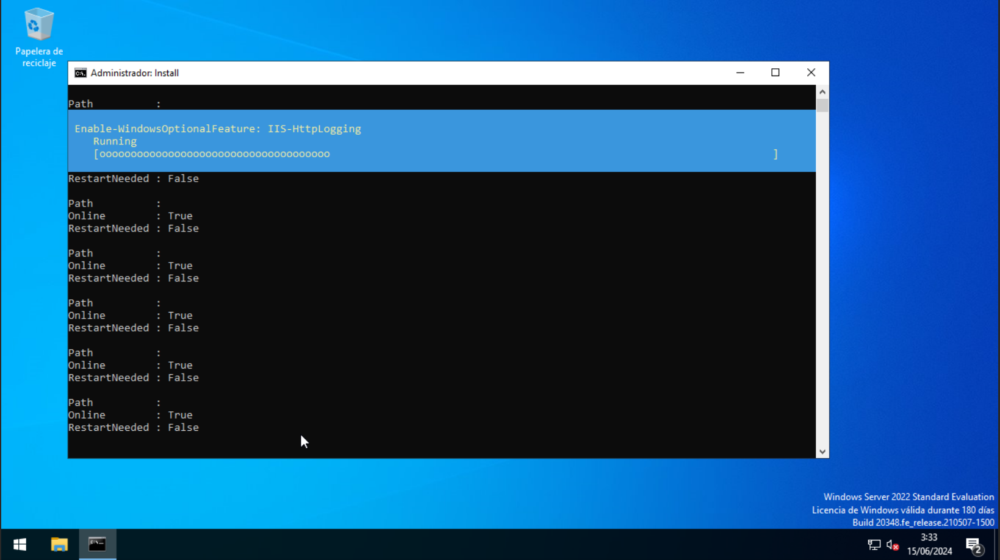 Papelera de
reciclaje
Administrador: Install
Path          :
Enable-WindowsOptionalFeature: IIS-HttpLogging
Running
[ooooooooooooooooooooooooooooooooooooo                                                                       ]
RestartNeeded : False
Path          :
Online        : True
RestartNeeded : False
Path          :
Online        : True
RestartNeeded : False
Path          :
Online        : True
RestartNeeded : False
Path          :
Online        : True
RestartNeeded : False
Path          :
Online        : True
RestartNeeded : False
Windows Server 2022 Standard Evaluation
Licencia de Windows válida durante 180 días
Build 20348.fe_release.210507-1500
3:33
15/06/2024
2